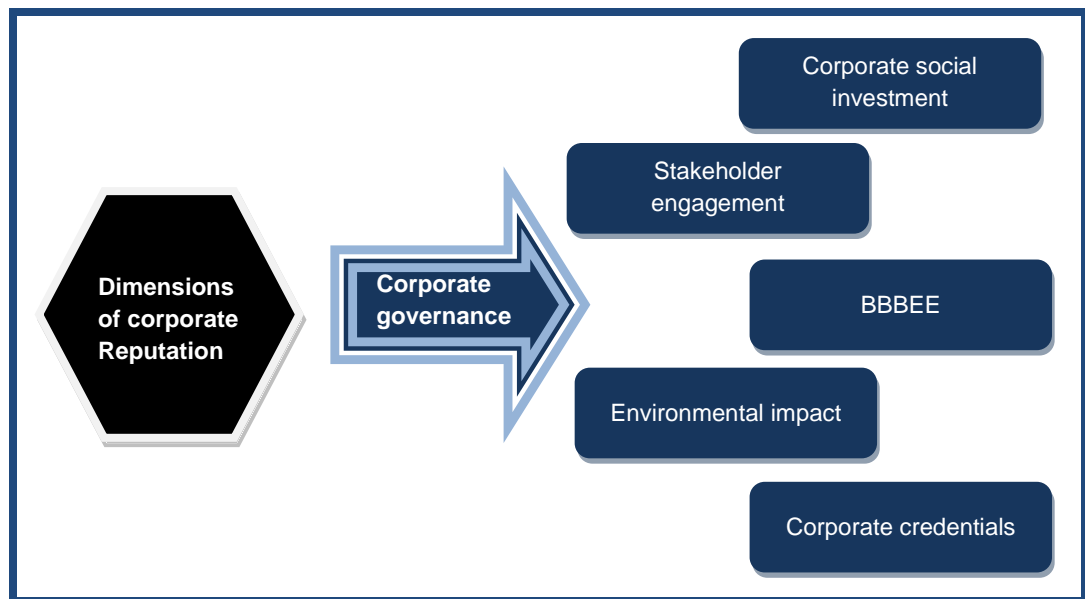 Dimensions
of corporate
Reputation
Corporate
governance
Corporate social
investment
Stakeholder
engagement
BBBEE
Environmental impact
Corporate credentials